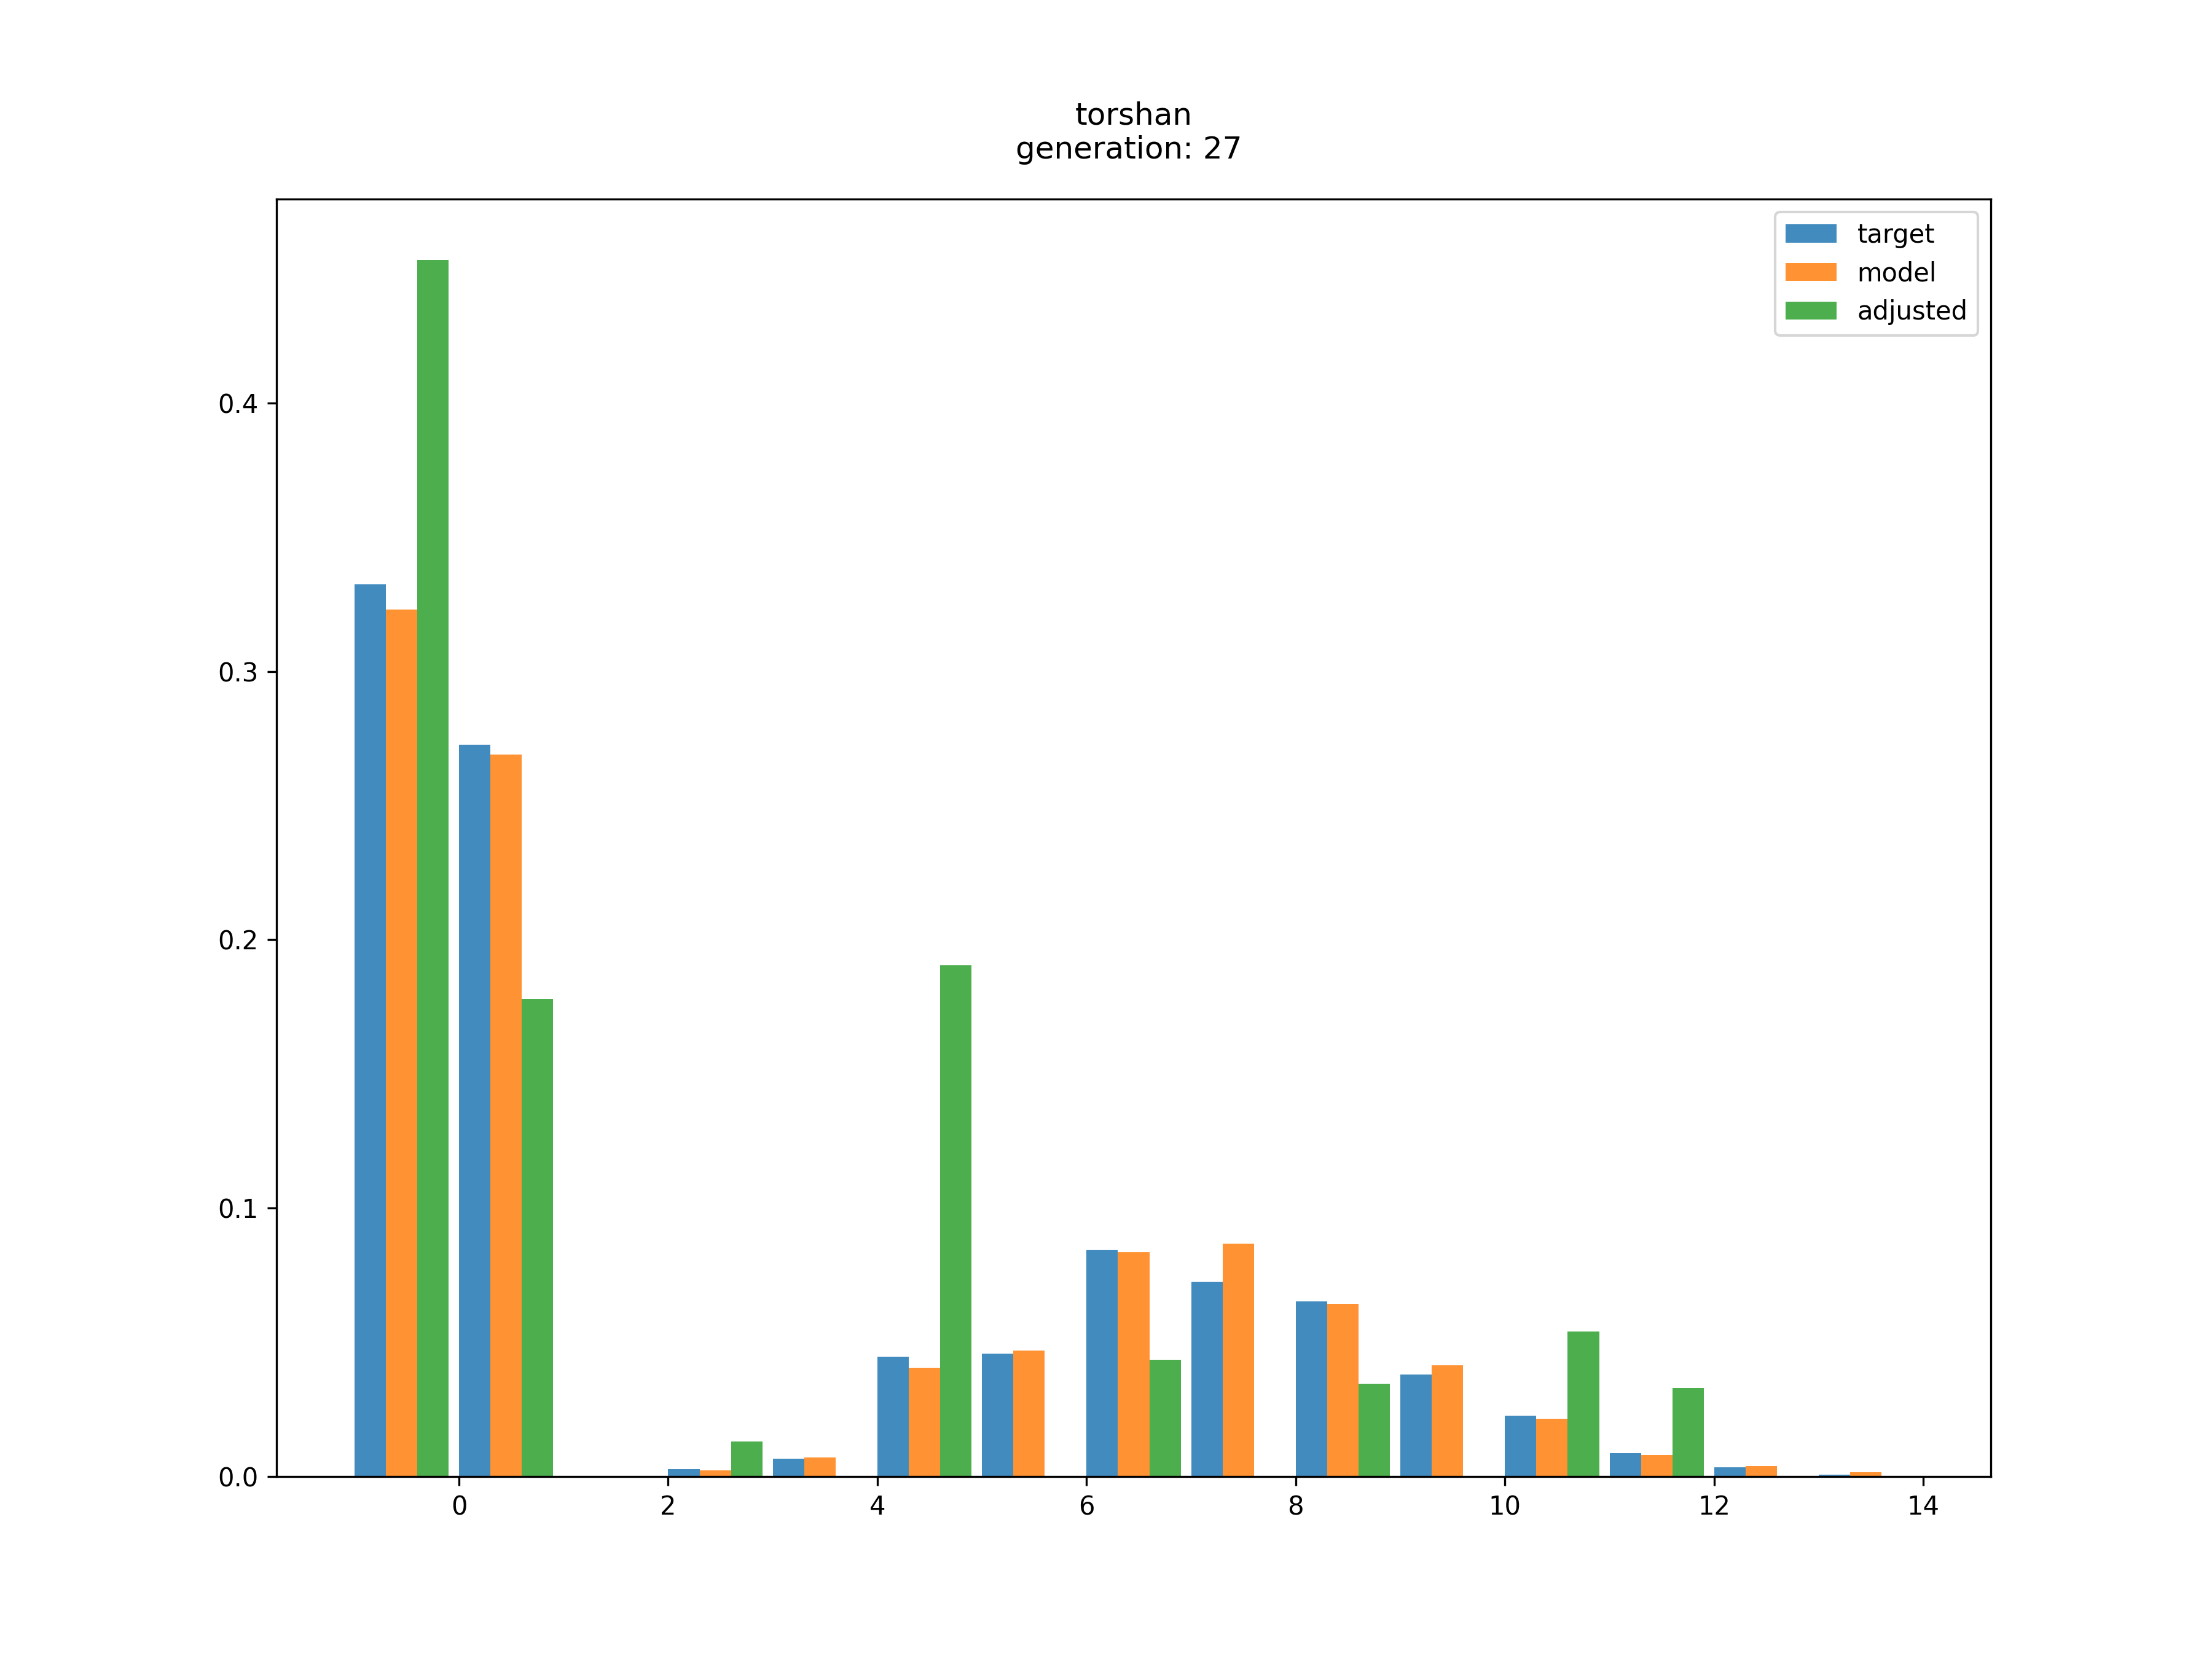 torshan
generation: 27
target
model
adjusted
0.4
0.3
0.2
0.1
0.0
0 2 4 6 8 10 12 14